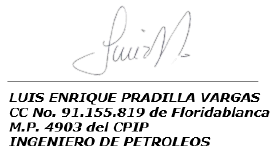 LUIS ENRIQUE PRADILLA VARGAS
CC No. 91.155.819 de Floridablanca
M.P. 4903 del CPIP
INGENIERO DE PETROLEOS